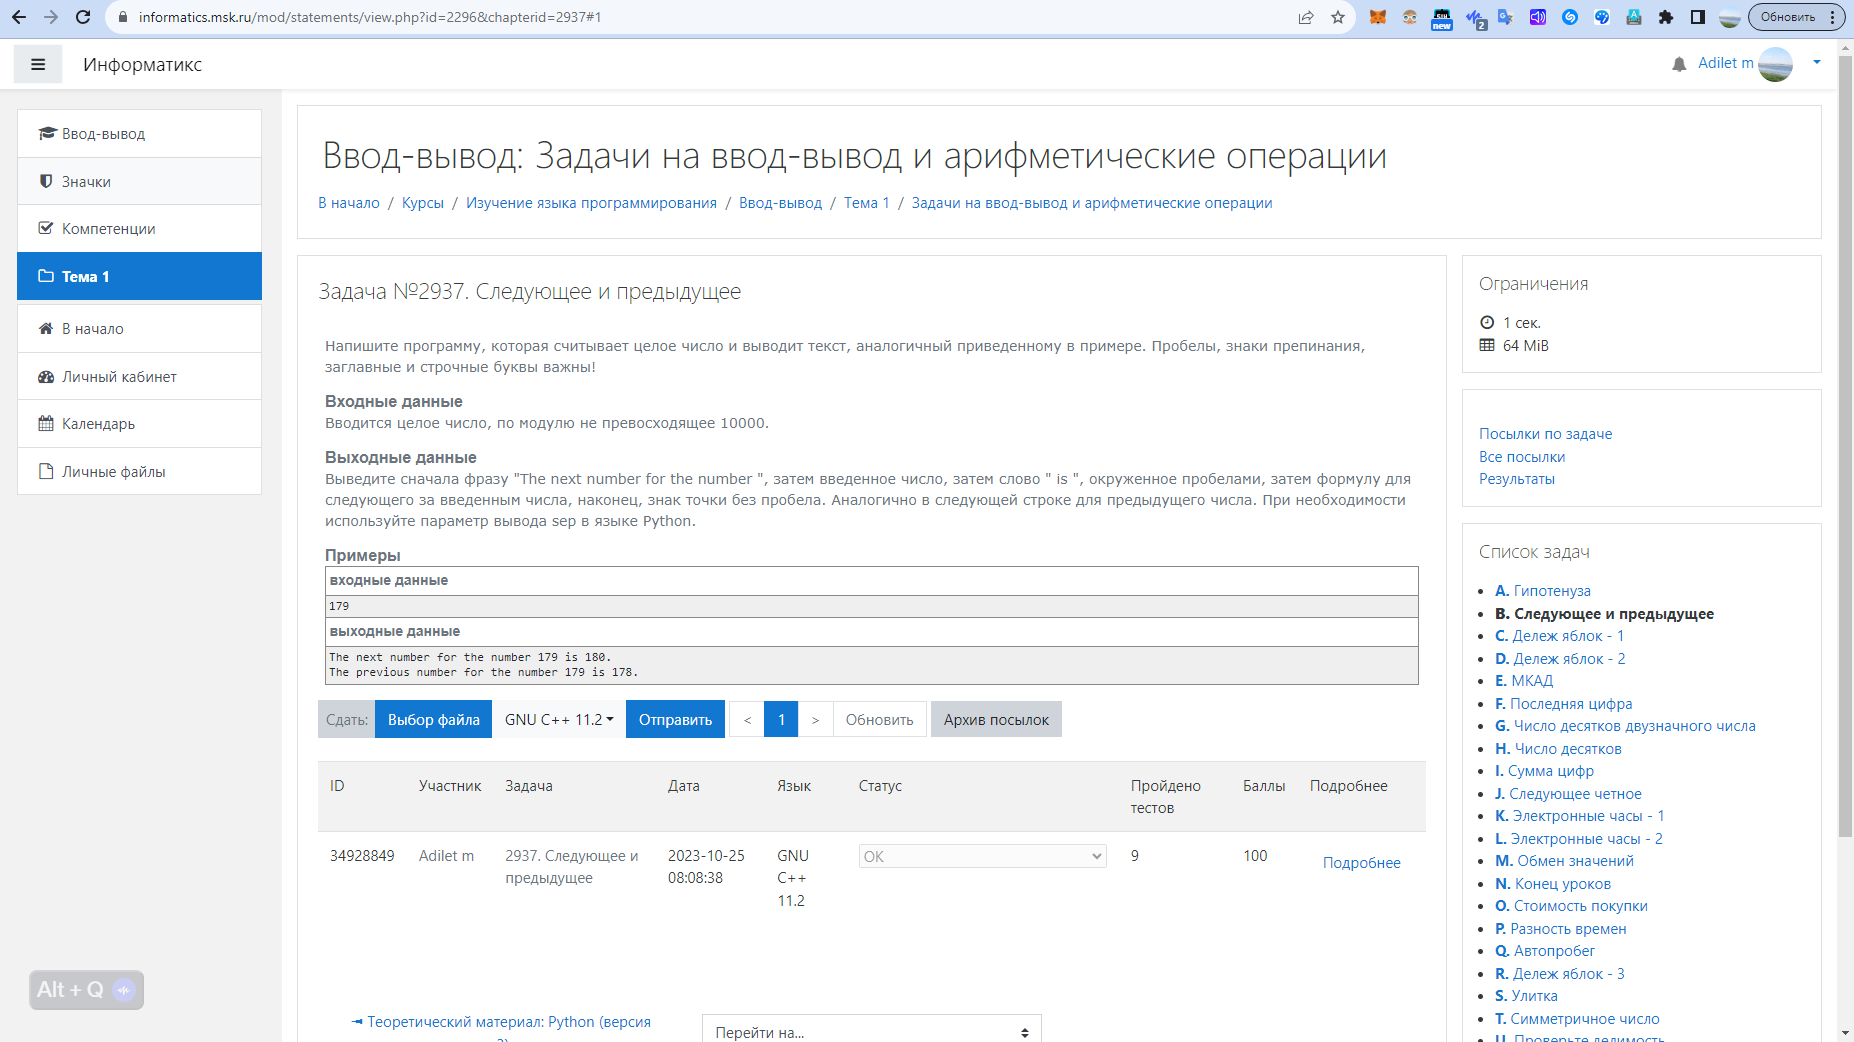 informatics.msk.ru/mod/statements/view.php?id=2296&chapterid=2937#1
new
2
Обновить
Информатикс
Adilet m
Ввод-вывод
Значки
Компетенции
Тема 1
В начало
Личный кабинет
Календарь
Личные файлы
Ввод-вывод: Задачи на ввод-вывод и арифметические операции
В начало / Курсы / Изучение языка программирования / Ввод-вывод / Тема 1 / Задачи на ввод-вывод и арифметические операции
Задача №2937. Следующее и предыдущее
Напишите программу, которая считывает целое число и выводит текст, аналогичный приведенному в примере. Пробелы, знаки препинания,
заглавные и строчные буквы важны!
Входные данные
Вводится целое число, по модулю не превосходящее 10000.
Выходные данные
Выведите сначала фразу "The next number for the number ", затем введенное число, затем слово " is ", окруженное пробелами, затем формулу для
следующего за введенным числа, наконец, знак точки без пробела. Аналогично в следующей строке для предыдущего числа. При необходимости
используйте параметр вывода sep в языке Python.
Примеры
входные данные
179
выходные данные
The next number for the number 179 is 180.
The previous number for the number 179 is 178.
Сдать: Выбор файла GNU C++ 11.2 Отправить < 1 > Обновить Архив посылок
ID Участник Задача Дата Язык Статус Пройдено Баллы Подробнее
тестов
34928849 Adilet m 2937. Следующее и 2023-10-25 GNU OK 9 100 Подробнее
предыдущее 08:08:38 C++
11.2
Теоретический материал: Python (версия
Перейти на...
Alt + Q
Ограничения
1 сек.
64 MiB
Посылки по задаче
Все посылки
Результаты
Список задач
A. Гипотенуза
B. Следующее и предыдущее
C. Дележ яблок - 1
D. Дележ яблок - 2
E. МКАД
F. Последняя цифра
G. Число десятков двузначного числа
H. Число десятков
I. Сумма цифр
J. Следующее четное
K. Электронные часы - 1
L. Электронные часы - 2
M. Обмен значений
N. Конец уроков
O. Стоимость покупки
P. Разность времен
Q. Автопробег
R. Дележ яблок - 3
S. Улитка
T. Симметричное число
U. Проверьте делимость